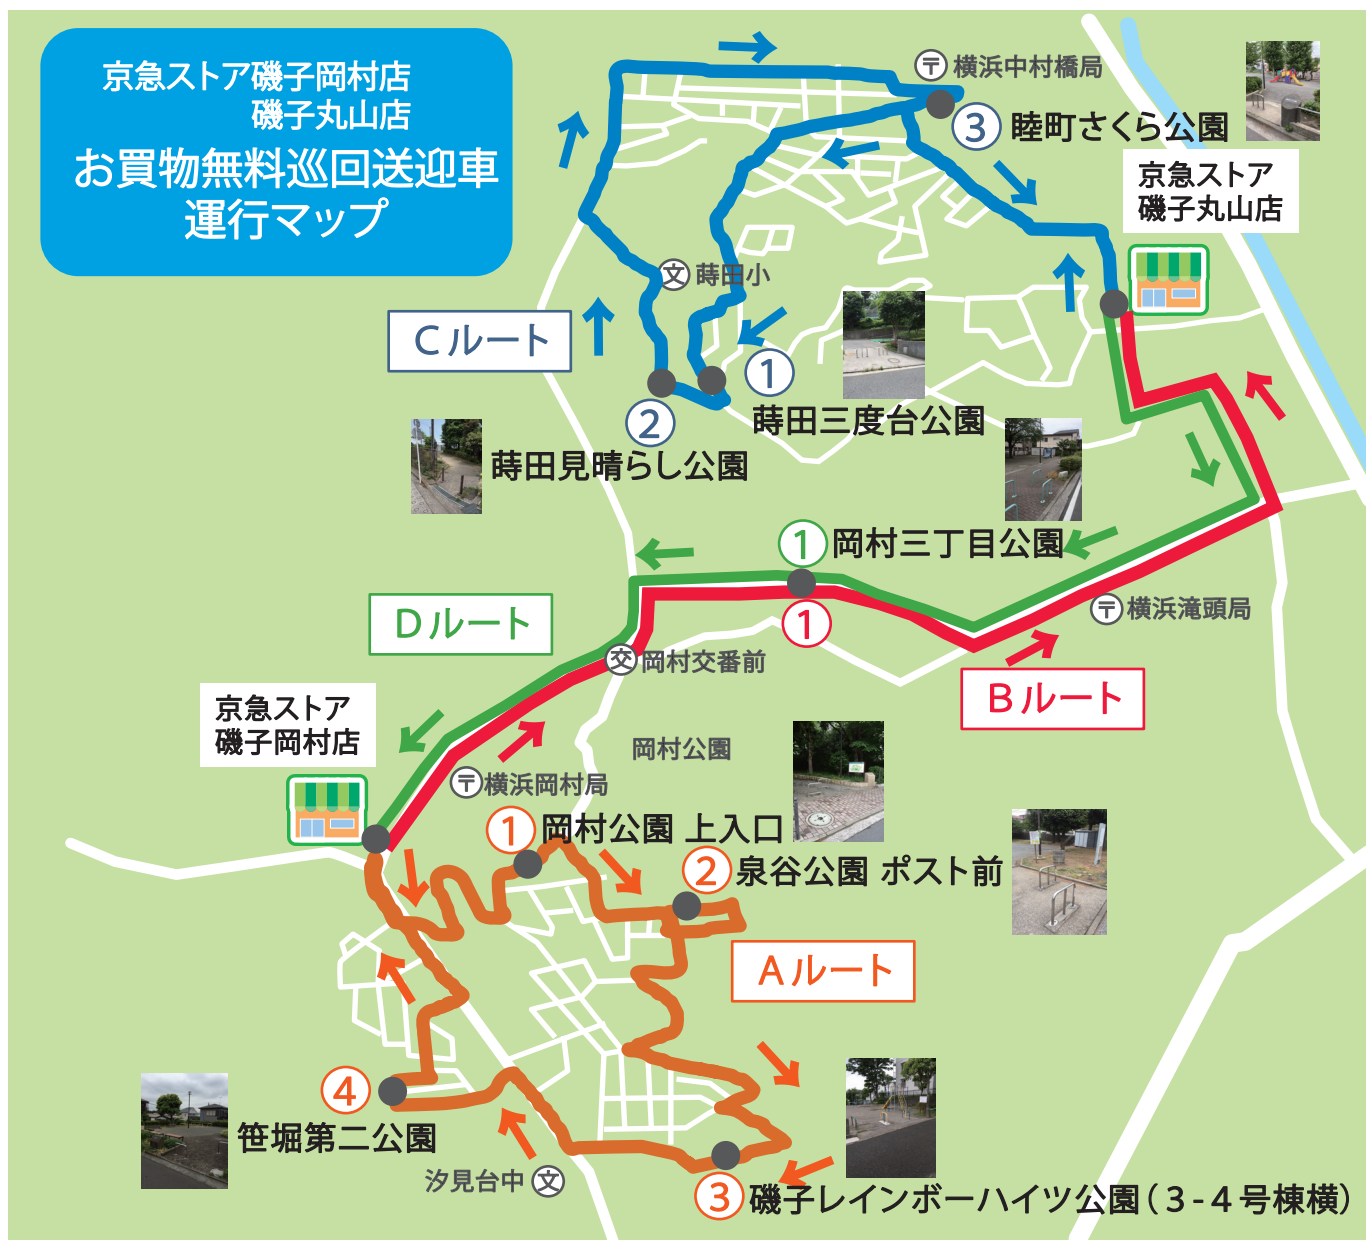 京急ストア磯子岡村店
磯子丸山店
お買物無料巡回送迎車
運行マップ
〒横浜中村橋局
③ 睦町さくら公園
京急ストア
磯子丸山店
文 蒔田小
Cルート
①
蒔田三度台公園
②
蒔田見晴らし公園
① 岡村三丁目公園
①
Dルート
〒横浜滝頭局
交 岡村交番前
Bルート
京急ストア
磯子岡村店
岡村公園
〒横浜岡村局
① 岡村公園 上入口
② 泉谷公園 ポスト前
Aルート
④
笹堀第二公園
汐見台中 文
③ 磯子レインボーハイツ公園(3-4号棟横)